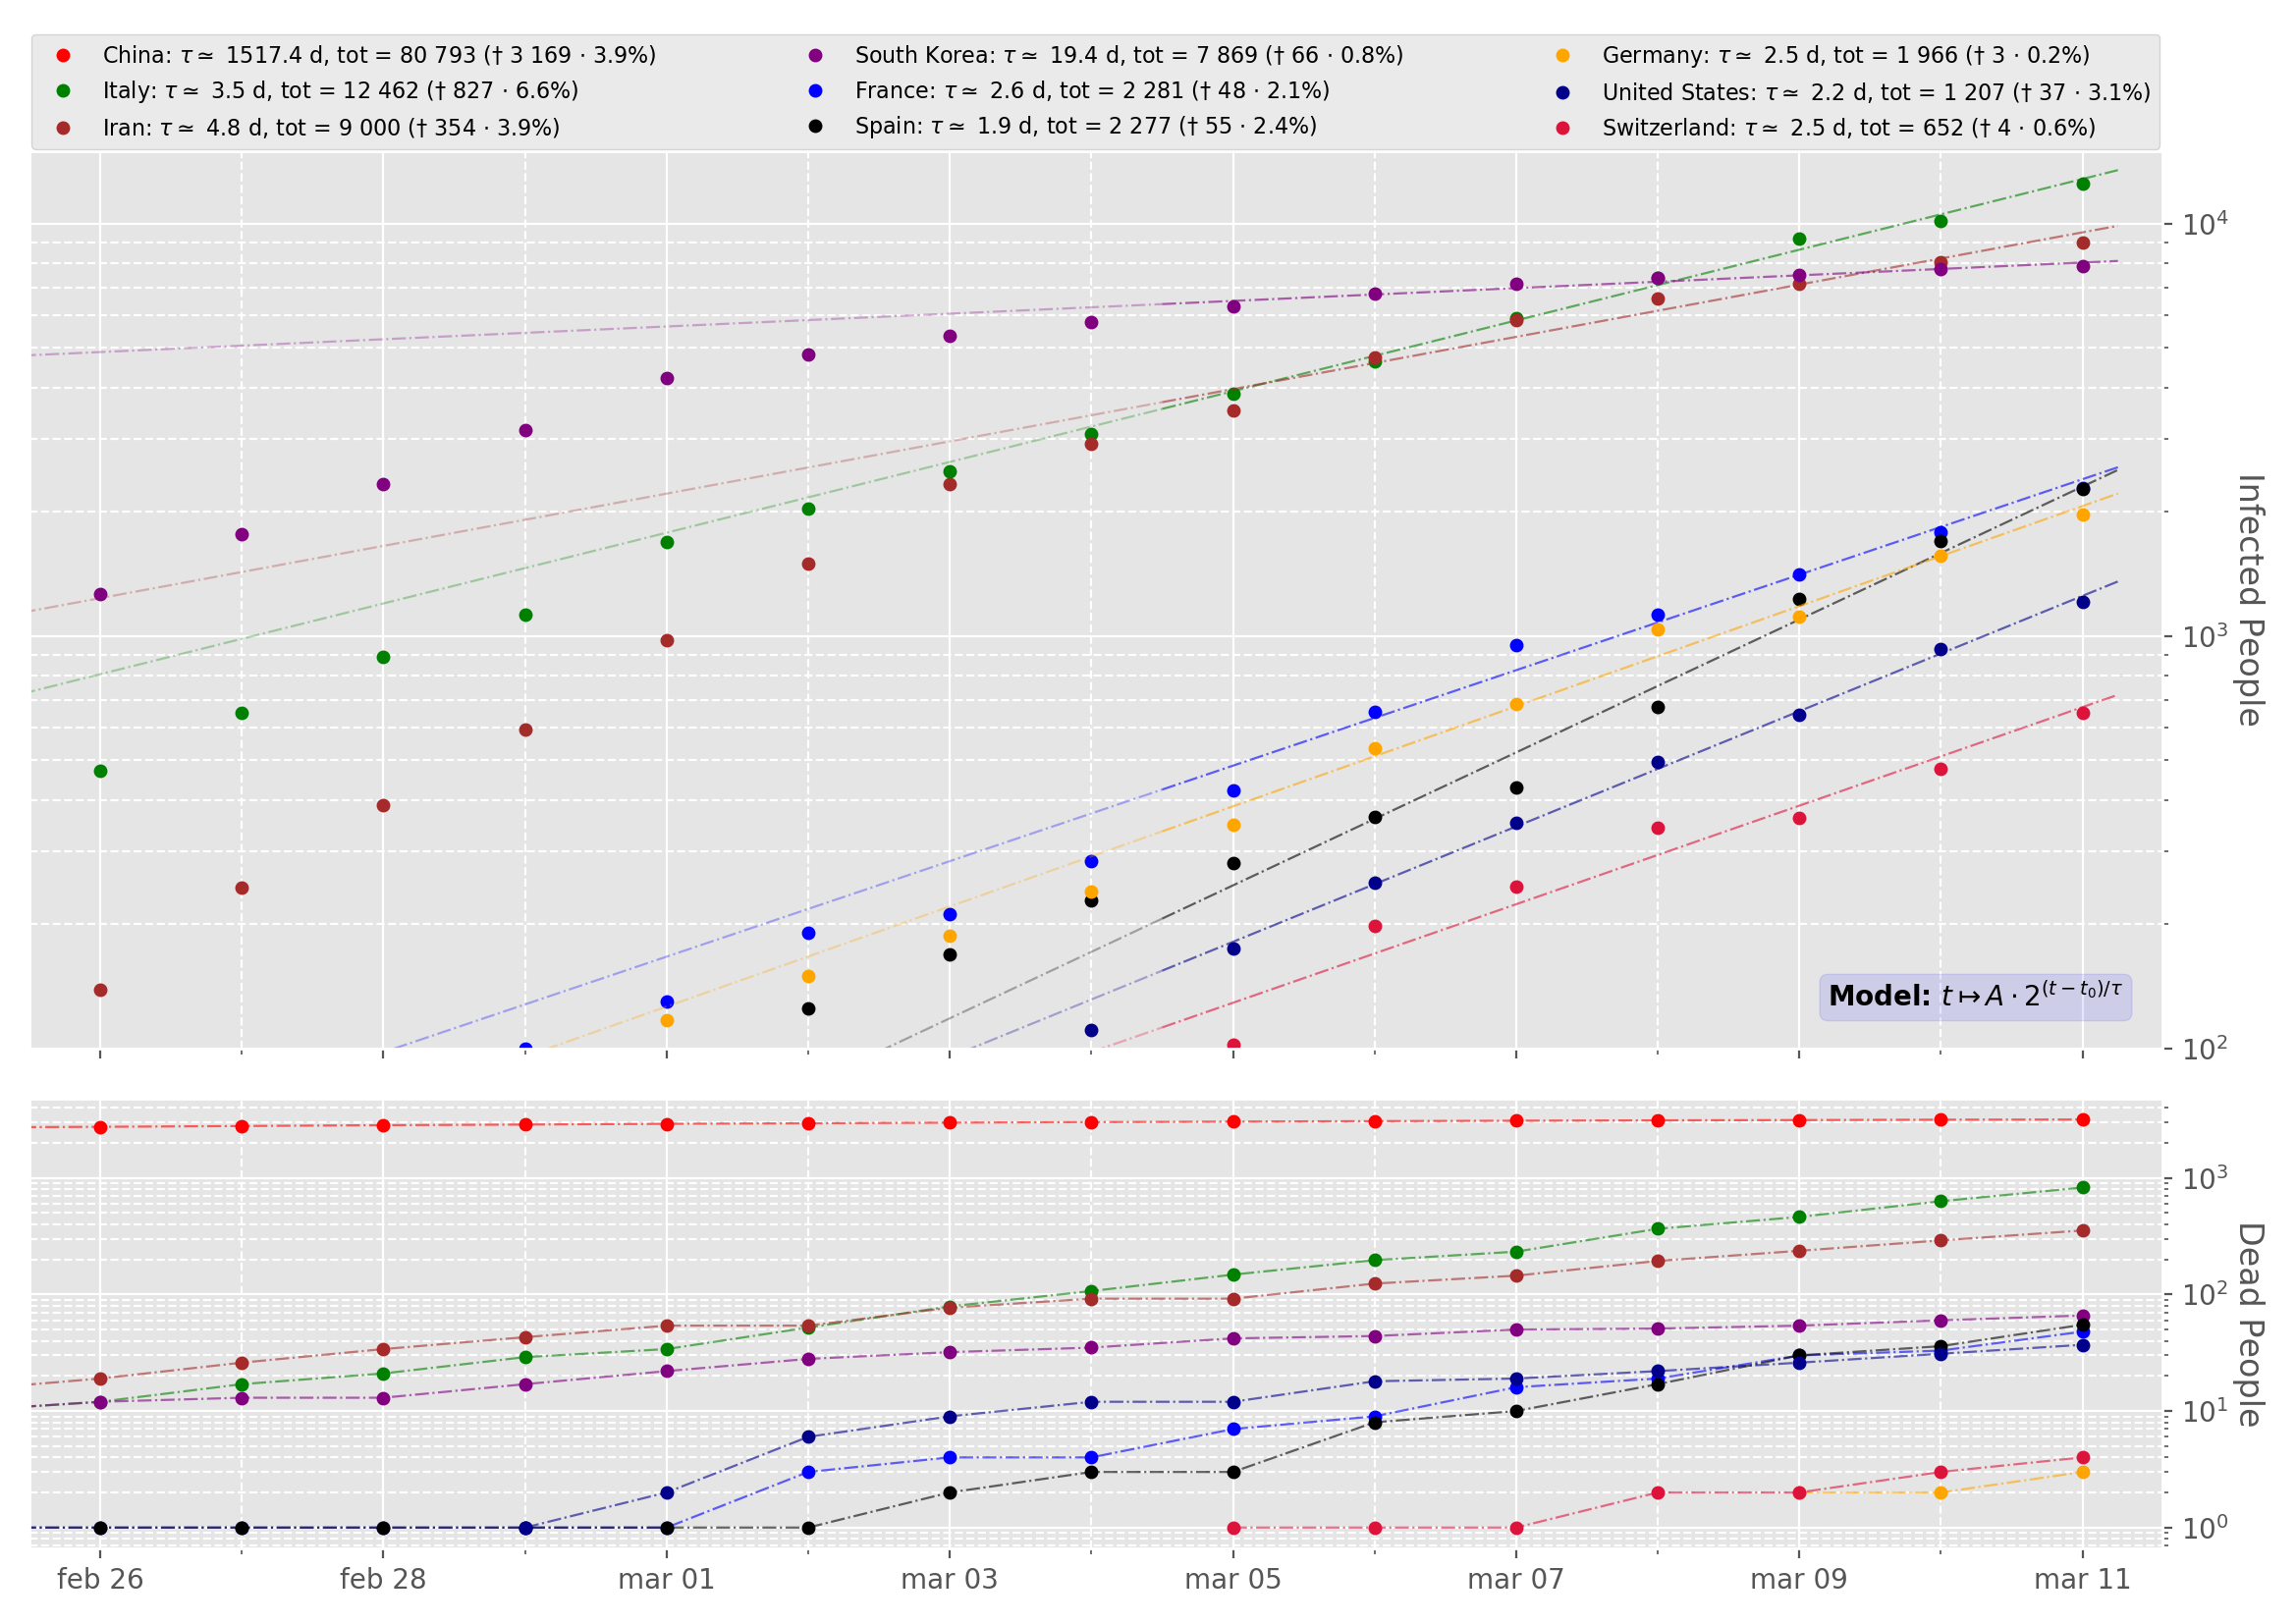 China: τ ≃ 1517.4 d, tot = 80 793 († 3 169 · 3.9%)
Italy: τ ≃ 3.5 d, tot = 12 462 († 827 · 6.6%)
Iran: τ ≃ 4.8 d, tot = 9 000 († 354 · 3.9%)
South Korea: τ ≃ 19.4 d, tot = 7 869 († 66 · 0.8%)
France: τ ≃ 2.6 d, tot = 2 281 († 48 · 2.1%)
Spain: τ ≃ 1.9 d, tot = 2 277 († 55 · 2.4%)
Germany: τ ≃ 2.5 d, tot = 1 966 († 3 · 0.2%)
United States: τ ≃ 2.2 d, tot = 1 207 († 37 · 3.1%)
Switzerland: τ ≃ 2.5 d, tot = 652 († 4 · 0.6%)
10⁴
10³
10²
Infected People
Model: t ↦ A · 2^(t − t₀)/τ
10³
10²
10¹
10⁰
Dead People
feb 26 feb 28 mar 01 mar 03 mar 05 mar 07 mar 09 mar 11